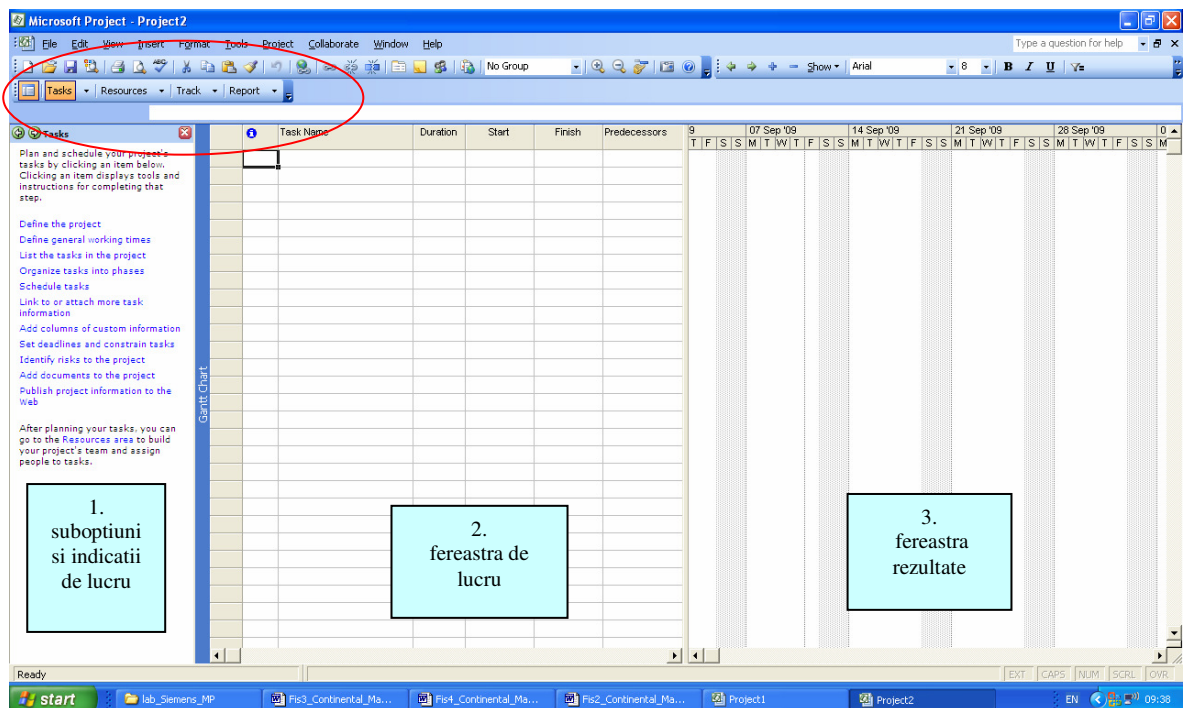 Microsoft Project - Project2
File Edit View Insert Format Tools Project Collaborate Window Help
Type a question for help
No Group
Show
Arial
8
B I U
Tasks Resources Track Report
Tasks
Plan and schedule your project's
tasks by clicking an item below.
Clicking an item displays tools and
instructions for completing that
step.
Define the project
Define general working times
List the tasks in the project
Organize tasks into phases
Schedule tasks
Link to or attach more task
information
Add columns of custom information
Set deadlines and constrain tasks
Identify risks to the project
Add documents to the project
Publish project information to the
Web
After planning your tasks, you can
go to the Resources area to build
your project's team and assign
people to tasks.
1.
suboptiuni
si indicatii
de lucru
Gantt Chart
Task Name Duration Start Finish Predecessors
2.
fereastra de
lucru
9 07 Sep '09 14 Sep '09 21 Sep '09 28 Sep '09 0
T F S S M T W T F S S M T W T F S S M T W T F S S M T W T F S S M
3.
fereastra
rezultate
Ready
EXT CAPS NUM SCRL OVR
start lab_Siemens_MP Fis3_Continental_Ma... Fis4_Continental_Ma... Fis2_Continental_Ma... Project1 Project2 EN 09:38